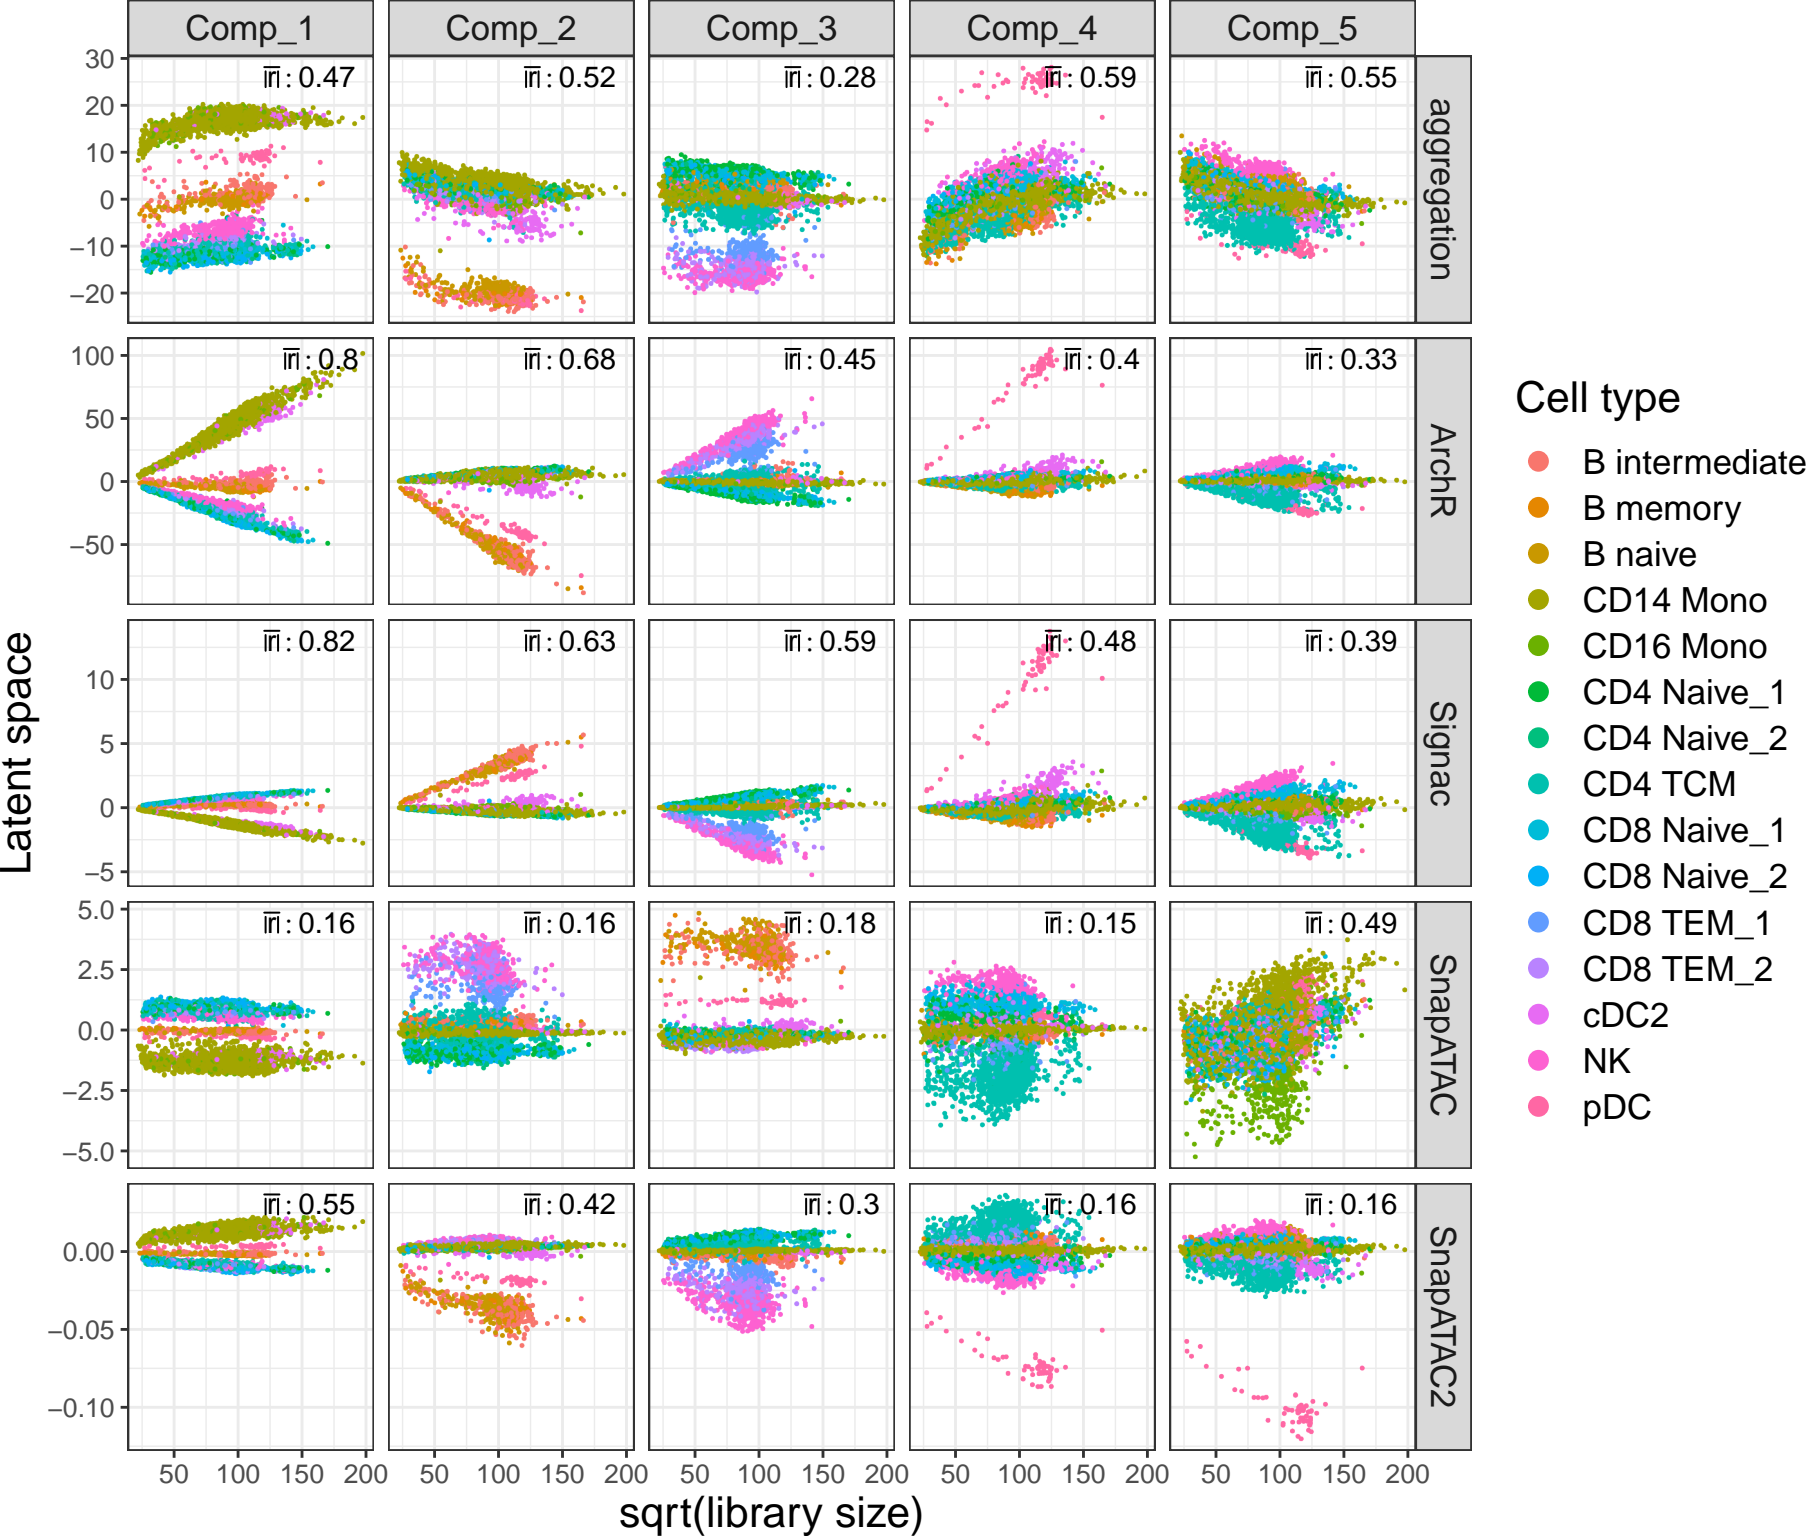 Comp_1 Comp_2 Comp_3 Comp_4 Comp_5
30
20
10
0
−10
−20
|r|: 0.47 |r|: 0.52 |r|: 0.28 |r|: 0.59 |r|: 0.55
aggregation
100
50
0
−50
|r|: 0.8 |r|: 0.68 |r|: 0.45 |r|: 0.4 |r|: 0.33
ArchR
10
5
0
−5
|r|: 0.82 |r|: 0.63 |r|: 0.59 |r|: 0.48 |r|: 0.39
Signac
5.0
2.5
0.0
−2.5
−5.0
|r|: 0.16 |r|: 0.16 |r|: 0.18 |r|: 0.15 |r|: 0.49
SnapATAC
0.00
−0.05
−0.10
|r|: 0.55 |r|: 0.42 |r|: 0.3 |r|: 0.16 |r|: 0.16
SnapATAC2
50 100 150 200 50 100 150 200 50 100 150 200 50 100 150 200 50 100 150 200
sqrt(library size)
Latent space
Cell type
B intermediate
B memory
B naive
CD14 Mono
CD16 Mono
CD4 Naive_1
CD4 Naive_2
CD4 TCM
CD8 Naive_1
CD8 Naive_2
CD8 TEM_1
CD8 TEM_2
cDC2
NK
pDC